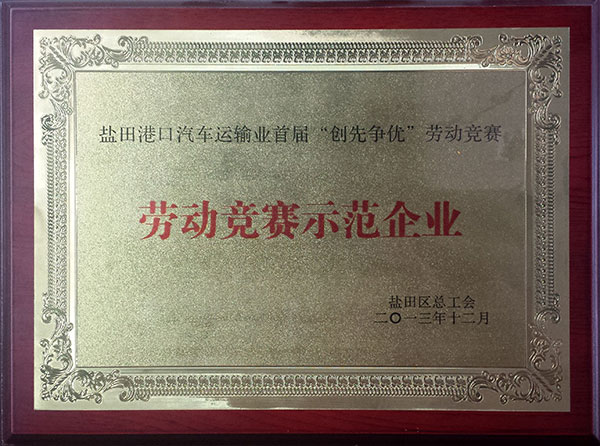 盐田港口汽车运输业首届“创先争优”劳动竞赛
劳动竞赛示范企业
盐田区总工会
二〇一三年十二月